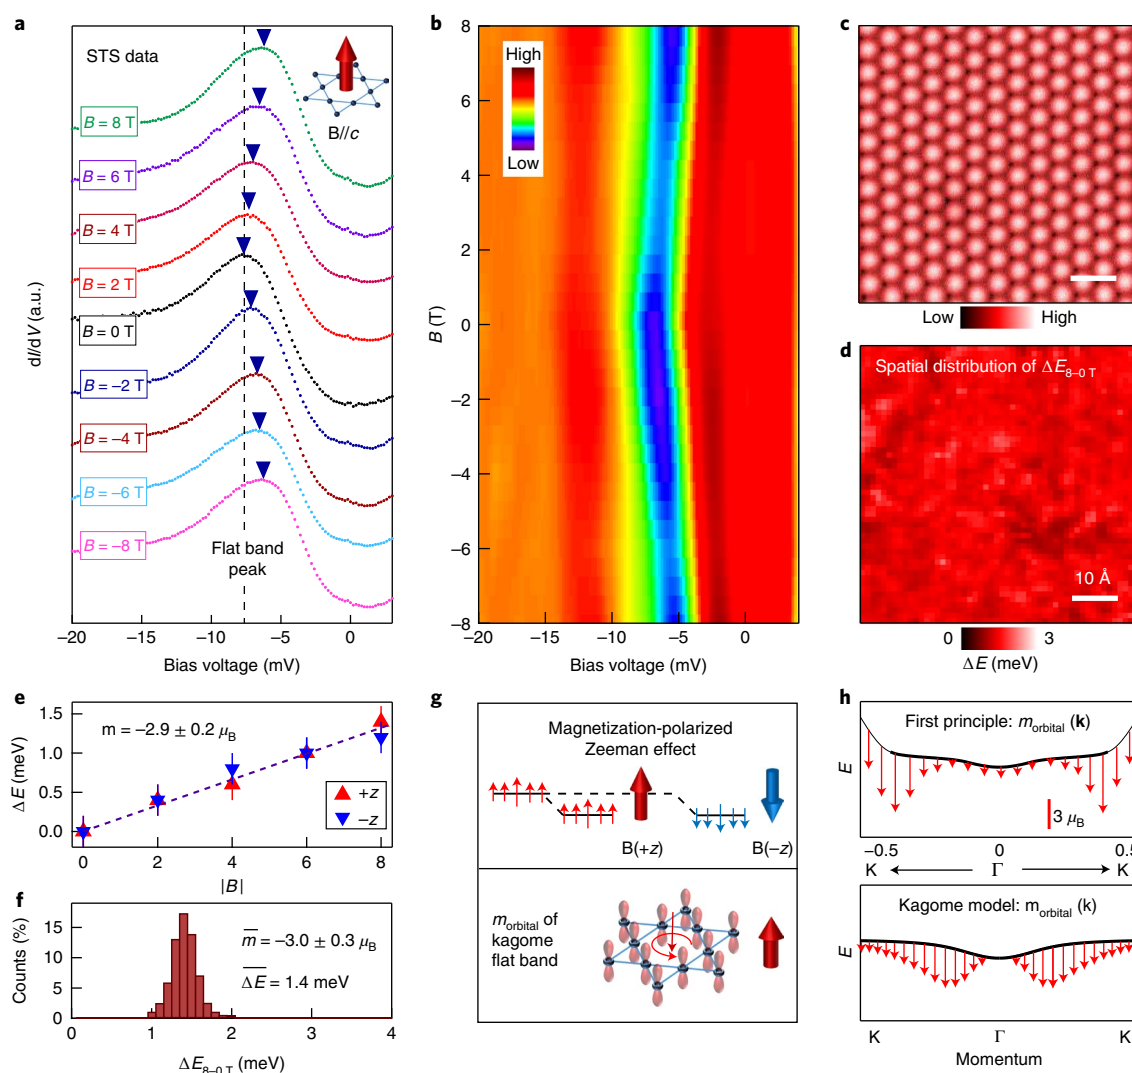 a
STS data
B//c
B = 8 T
B = 6 T
B = 4 T
B = 2 T
B = 0 T
B = −2 T
B = −4 T
B = −6 T
B = −8 T
Flat band
peak
dI/dV (a.u.)
−20 −15 −10 −5 0
Bias voltage (mV)
b
High
Low
8
6
4
2
0
−2
−4
−6
−8
B (T)
−20 −15 −10 −5 0
Bias voltage (mV)
c
Low High
d
Spatial distribution of ΔE8–0 T
10 Å
0 3
ΔE (meV)
e
m = −2.9 ± 0.2 μB
1.5
1.0
0.5
0.0
ΔE (meV)
+z
−z
0 2 4 6 8
|B|
f
15
10
5
0
Counts (%)
m = −3.0 ± 0.3 μB
ΔE = 1.4 meV
0 1 2 3 4
ΔE8–0 T (meV)
g
Magnetization-polarized
Zeeman effect
B(+z) B(−z)
morbital of
kagome
flat band
h
First principle: morbital (k)
E
3 μB
−0.5 0 0.5
K Γ K
Kagome model: morbital (k)
E
K Γ K
Momentum